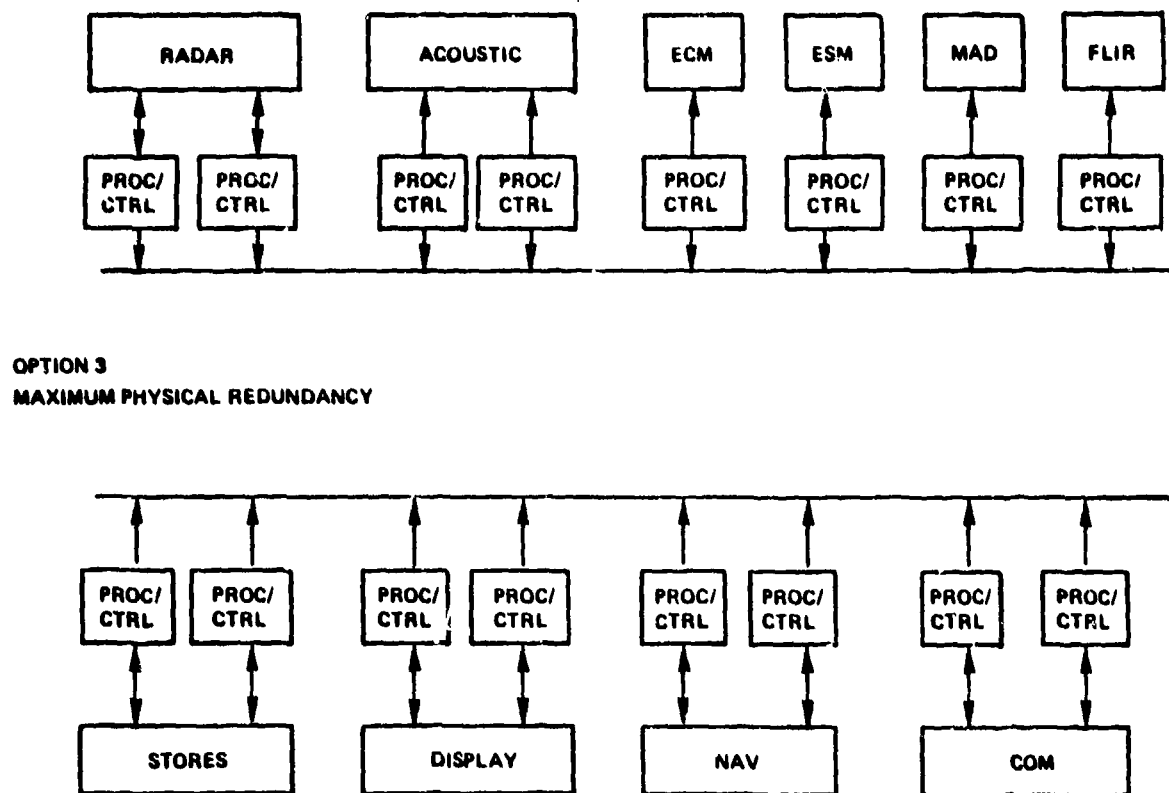 RADAR
ACOUSTIC
ECM
ESM
MAD
FLIR
PROC/
CTRL
PROC/
CTRL
PROC/
CTRL
PROC/
CTRL
PROC/
CTRL
PROC/
CTRL
PROC/
CTRL
PROC/
CTRL
OPTION 3
MAXIMUM PHYSICAL REDUNDANCY
PROC/
CTRL
PROC/
CTRL
PROC/
CTRL
PROC/
CTRL
PROC/
CTRL
PROC/
CTRL
PROC/
CTRL
PROC/
CTRL
STORES
DISPLAY
NAV
COM